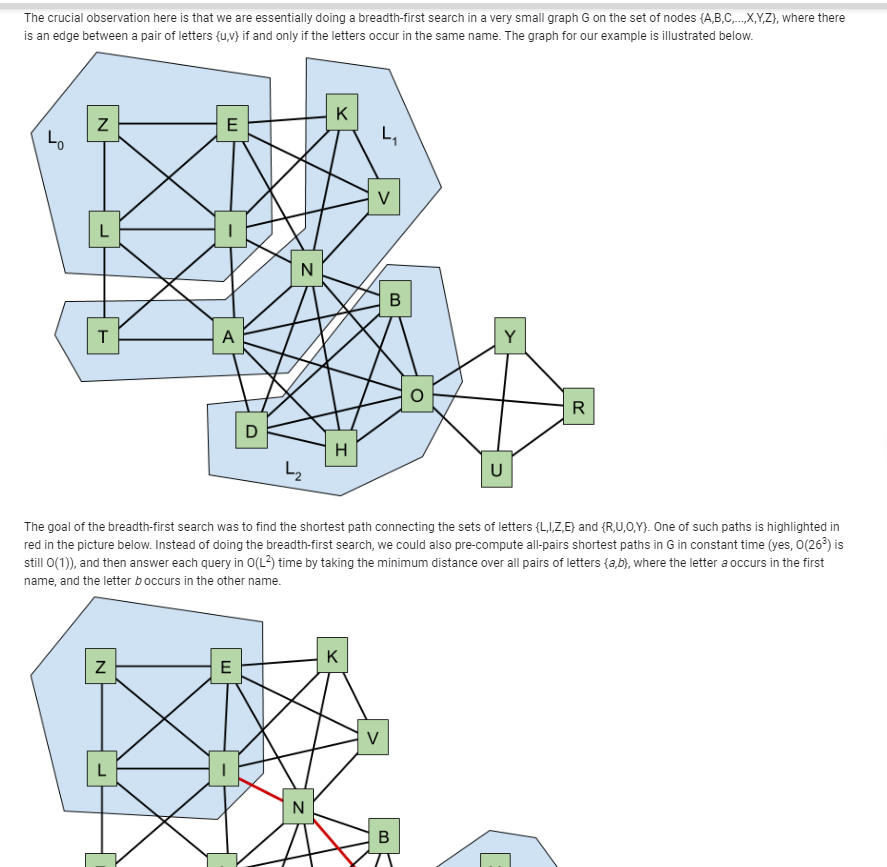 The crucial observation here is that we are essentially doing a breadth-first search in a very small graph G on the set of nodes {A,B,C,...,X,Y,Z}, where there
is an edge between a pair of letters {u,v} if and only if the letters occur in the same name. The graph for our example is illustrated below.
K
Z
E
L₁
L₀
V
L
I
N
B
T
A
Y
O
R
D
H
L₂
U
The goal of the breadth-first search was to find the shortest path connecting the sets of letters {L,I,Z,E} and {R,U,O,Y}. One of such paths is highlighted in
red in the picture below. Instead of doing the breadth-first search, we could also pre-compute all-pairs shortest paths in G in constant time (yes, O(26³) is
still O(1)), and then answer each query in O(L²) time by taking the minimum distance over all pairs of letters {a,b}, where the letter a occurs in the first
name, and the letter b occurs in the other name.
K
Z
E
V
L
I
N
B